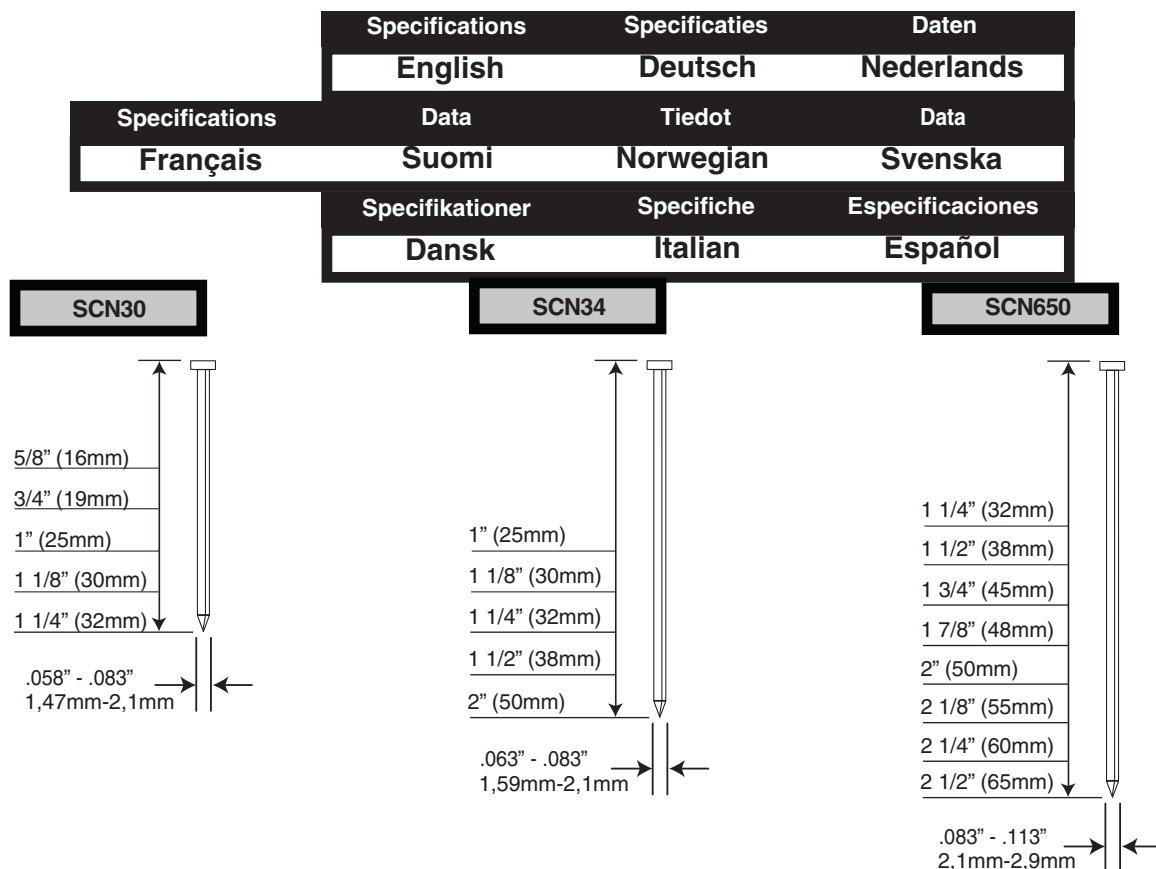 Specifications Specificaties Daten
English Deutsch Nederlands
Specifications Data Tiedot Data
Français Suomi Norwegian Svenska
Specifikationer Specifiche Especificaciones
Dansk Italian Español
SCN30
5/8” (16mm)
3/4” (19mm)
1” (25mm)
1 1/8” (30mm)
1 1/4” (32mm)
.058” - .083”
1,47mm-2,1mm
SCN34
1” (25mm)
1 1/8” (30mm)
1 1/4” (32mm)
1 1/2” (38mm)
2” (50mm)
.063” - .083”
1,59mm-2,1mm
SCN650
1 1/4” (32mm)
1 1/2” (38mm)
1 3/4” (45mm)
1 7/8” (48mm)
2” (50mm)
2 1/8” (55mm)
2 1/4” (60mm)
2 1/2” (65mm)
.083” - .113”
2,1mm-2,9mm